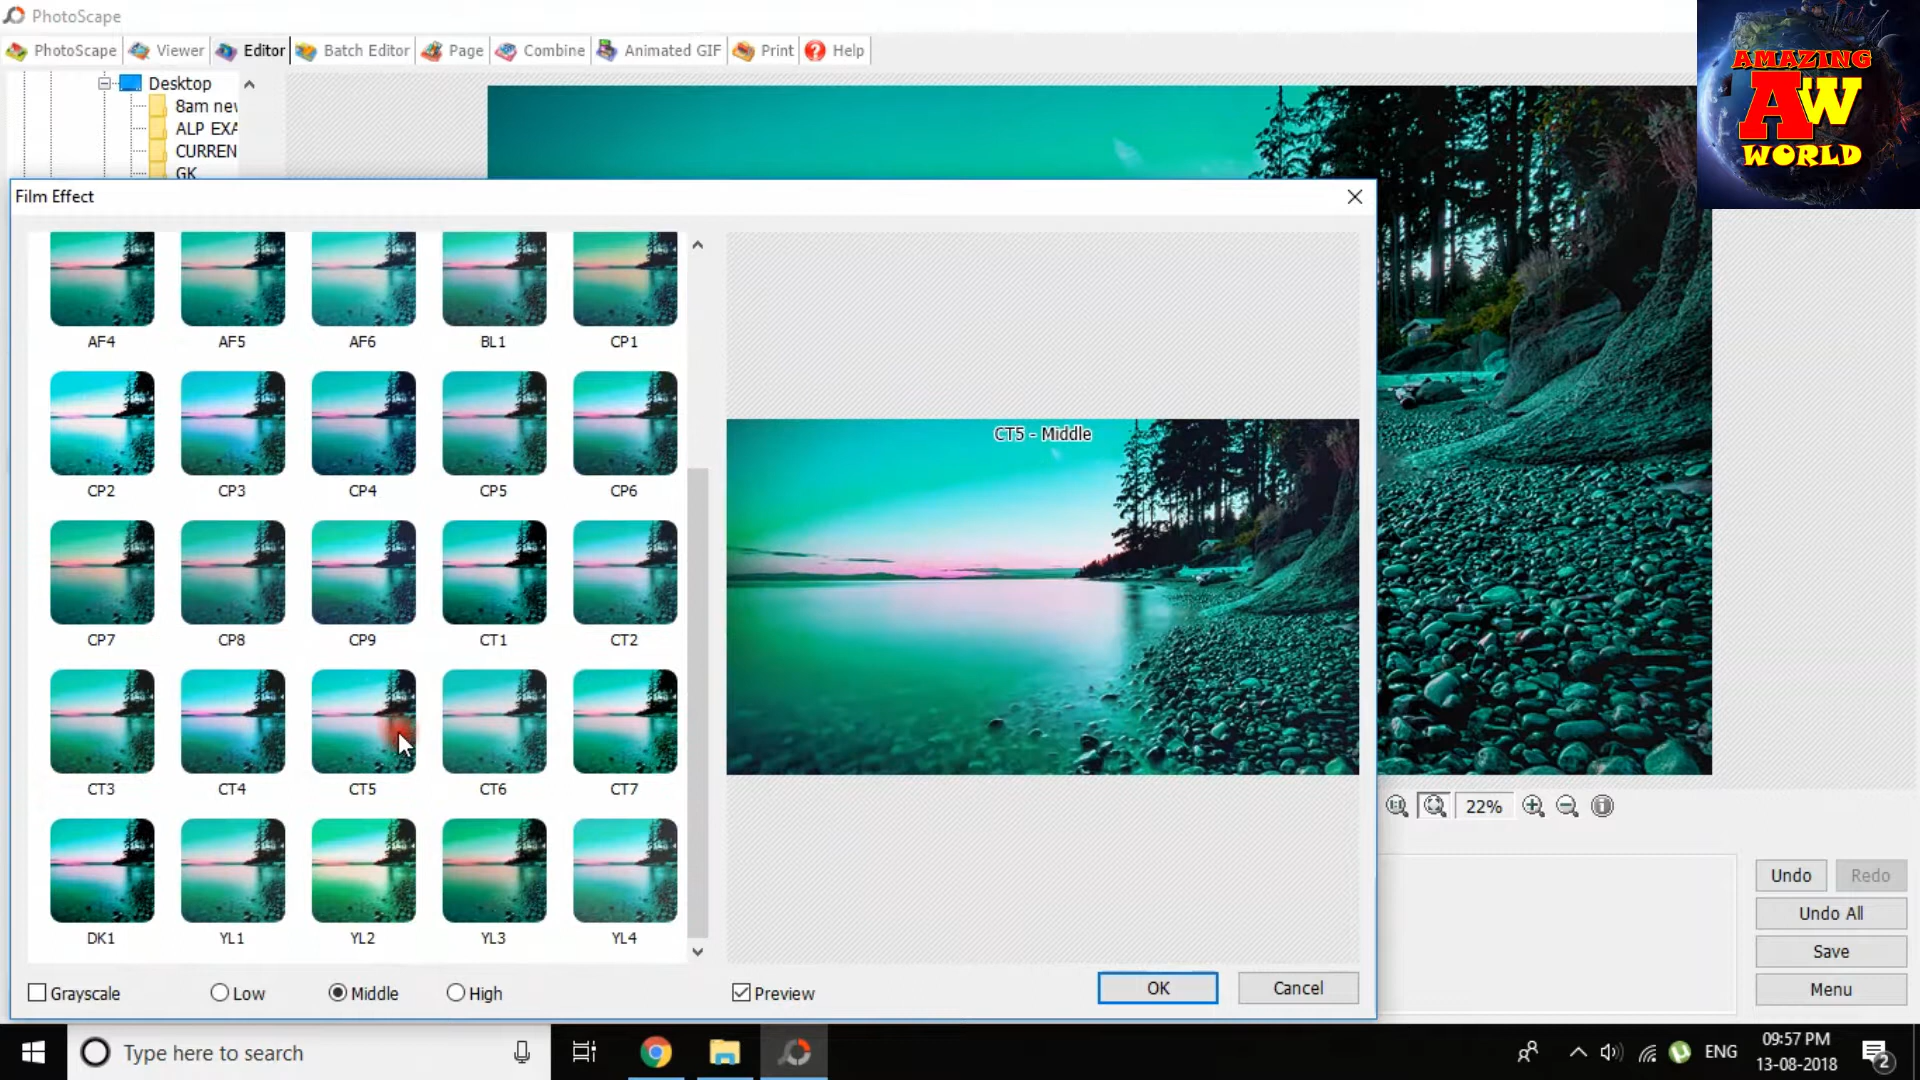 PhotoScape
PhotoScape Viewer Editor Batch Editor Page Combine Animated GIF Print Help
AMAZING
AW
WORLD
Desktop
8am new
ALP EXA
CURREN
GK
Film Effect
AF4 AF5 AF6 BL1 CP1
CT5 - Middle
CP2 CP3 CP4 CP5 CP6
CP7 CP8 CP9 CT1 CT2
CT3 CT4 CT5 CT6 CT7
22%
DK1 YL1 YL2 YL3 YL4
Undo Redo
Undo All
Save
Menu
Grayscale Low Middle High Preview OK Cancel
Type here to search
ENG
09:57 PM
13-08-2018
2